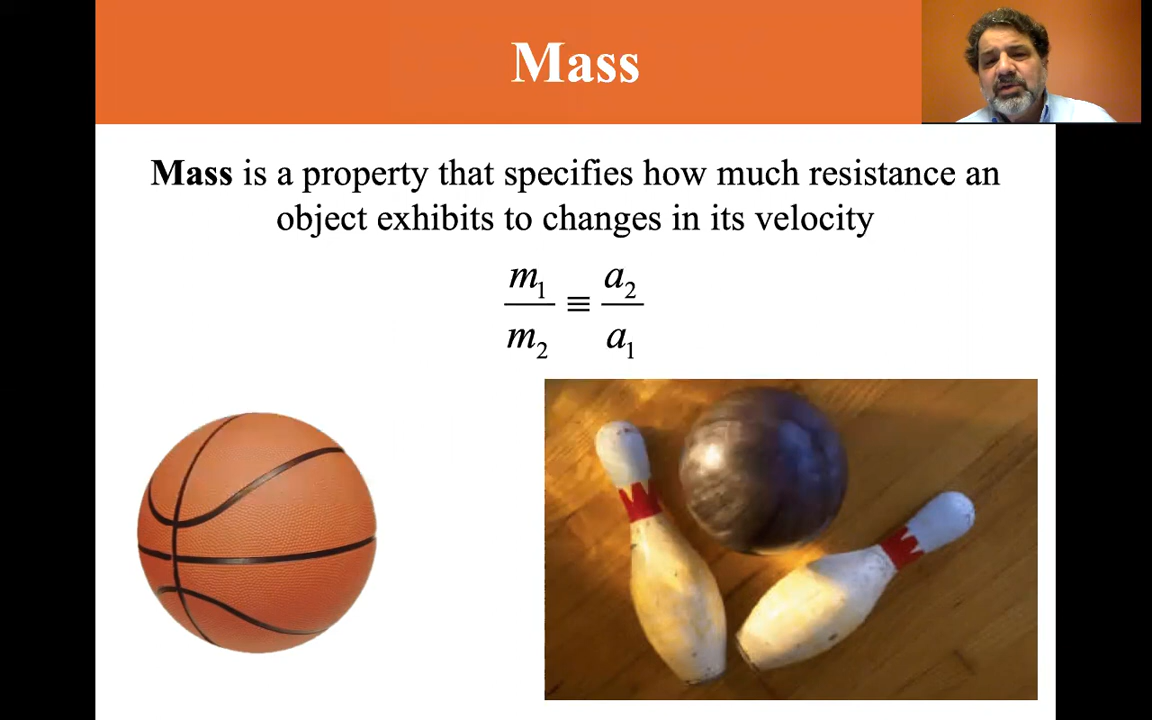 Mass
Mass is a property that specifies how much resistance an
object exhibits to changes in its velocity
m₁/m₂ ≡ a₂/a₁